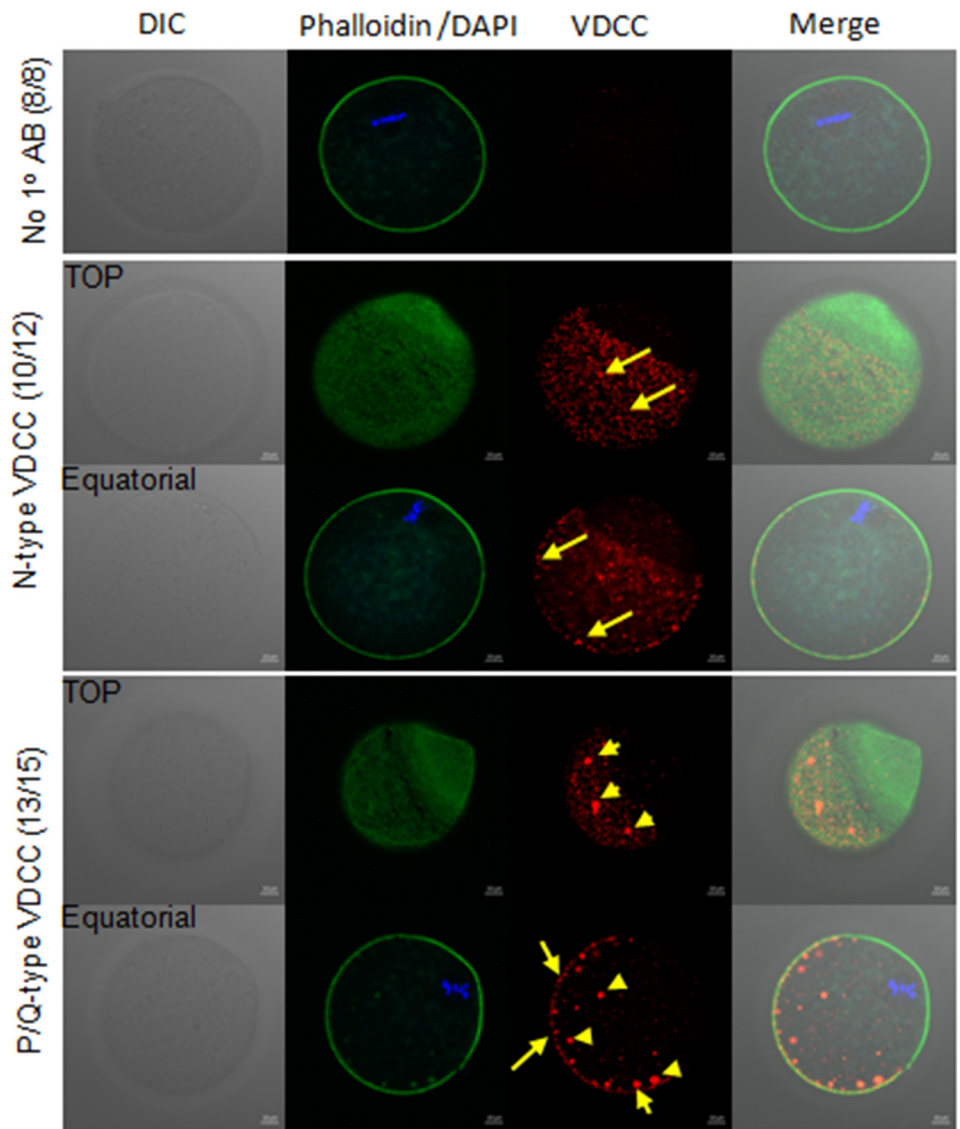 DIC Phalloidin/DAPI VDCC Merge
No 1º AB (8/8)
N-type VDCC (10/12)
TOP
Equatorial
P/Q-type VDCC (13/15)
TOP
Equatorial